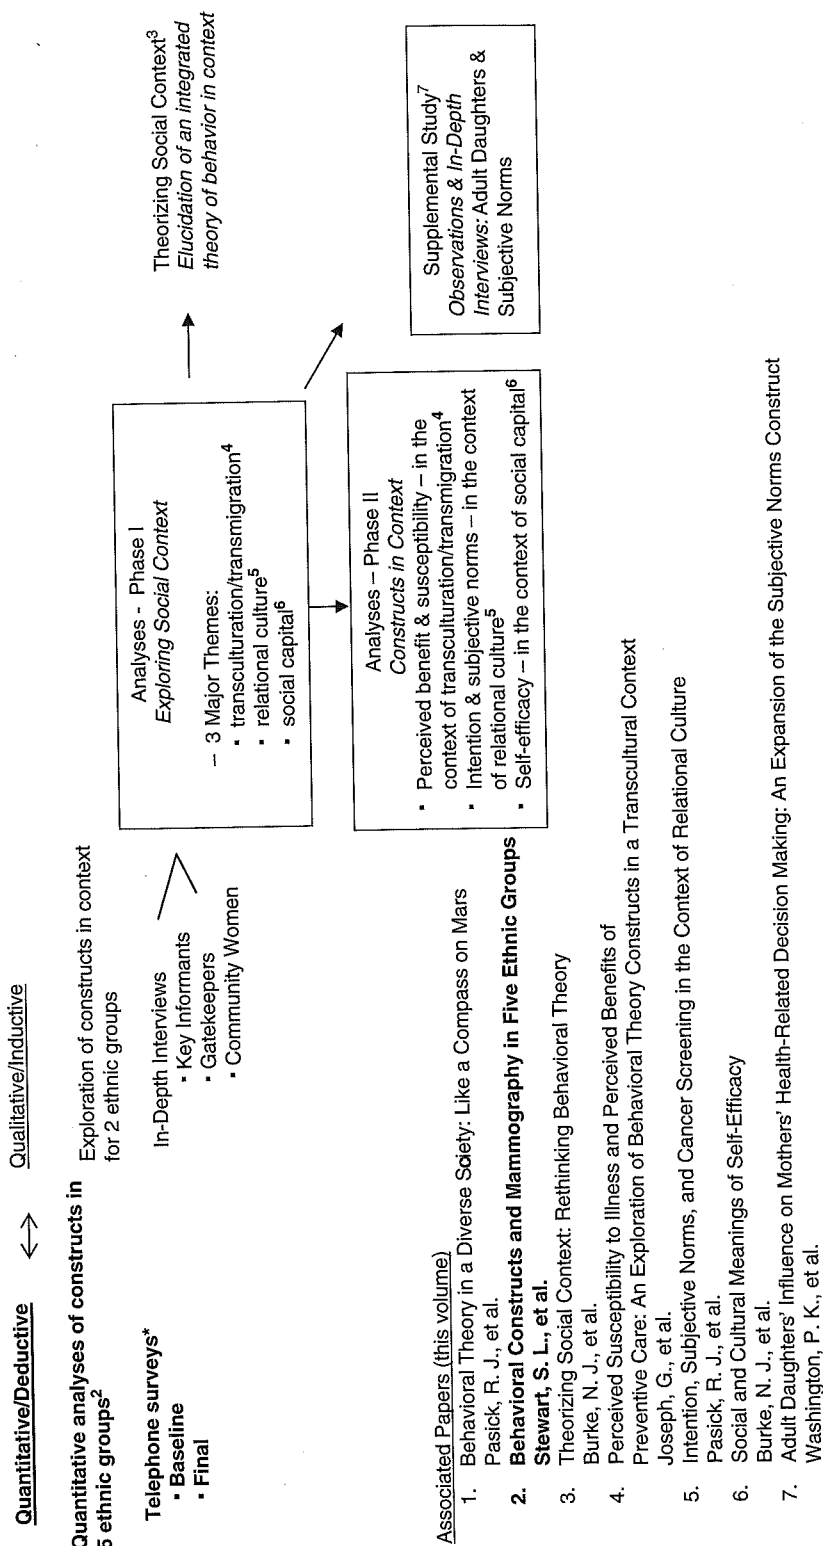 Quantitative/Deductive ⟷ Qualitative/Inductive
Quantitative analyses of constructs in
5 ethnic groups2
Telephone surveys*
▪ Baseline
▪ Final
Exploration of constructs in context
for 2 ethnic groups
In-Depth Interviews
▪ Key Informants
▪ Gatekeepers
▪ Community Women
Analyses - Phase I
Exploring Social Context
– 3 Major Themes:
▪ transculturation/transmigration4
▪ relational culture5
▪ social capital6
Theorizing Social Context3
Elucidation of an integrated
theory of behavior in context
Analyses – Phase II
Constructs in Context
▪ Perceived benefit & susceptibility – in the
context of transculturation/transmigration4
▪ Intention & subjective norms – in the context
of relational culture5
▪ Self-efficacy – in the context of social capital6
Supplemental Study7
Observations & In-Depth
Interviews: Adult Daughters &
Subjective Norms
Associated Papers (this volume)
1. Behavioral Theory in a Diverse Society: Like a Compass on Mars
Pasick, R. J., et al.
2. Behavioral Constructs and Mammography in Five Ethnic Groups
Stewart, S. L., et al.
3. Theorizing Social Context: Rethinking Behavioral Theory
Burke, N. J., et al.
4. Perceived Susceptibility to Illness and Perceived Benefits of
Preventive Care: An Exploration of Behavioral Theory Constructs in a Transcultural Context
Joseph, G., et al.
5. Intention, Subjective Norms, and Cancer Screening in the Context of Relational Culture
Pasick, R. J., et al.
6. Social and Cultural Meanings of Self-Efficacy
Burke, N. J., et al.
7. Adult Daughters' Influence on Mothers' Health-Related Decision Making: An Expansion of the Subjective Norms Construct
Washington, P. K., et al.